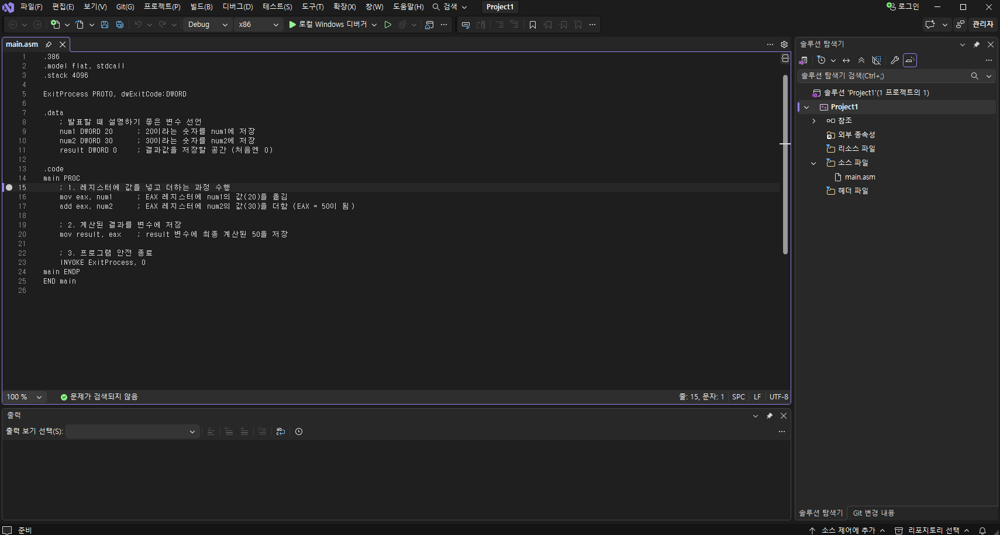 파일(F) 편집(E) 보기(V) Git(G) 프로젝트(P) 빌드(B) 디버그(D) 테스트(S) 도구(T) 확장(X) 창(W) 도움말(H) 검색 Project1 로그인
Debug x86 로컬 Windows 디버거 관리자
main.asm
1 .386
2 .model flat, stdcall
3 .stack 4096
4
5 ExitProcess PROTO, dwExitCode:DWORD
6
7 .data
8 ; 발표할 때 설명하기 좋은 변수 선언
9 num1 DWORD 20 ; 20이라는 숫자를 num1에 저장
10 num2 DWORD 30 ; 30이라는 숫자를 num2에 저장
11 result DWORD 0 ; 결과값을 저장할 공간 (처음엔 0)
12
13 .code
14 main PROC
15 ; 1. 레지스터에 값을 넣고 더하는 과정 수행
16 mov eax, num1 ; EAX 레지스터에 num1의 값(20)을 옮김
17 add eax, num2 ; EAX 레지스터에 num2의 값(30)을 더함 (EAX = 50이 됨)
18
19 ; 2. 계산된 결과를 변수에 저장
20 mov result, eax ; result 변수에 최종 계산된 50을 저장
21
22 ; 3. 프로그램 안전 종료
23 INVOKE ExitProcess, 0
24 main ENDP
25 END main
26
100 % 문제가 검색되지 않음 줄: 15, 문자: 1 SPC LF UTF-8
출력
출력 보기 선택(S):
솔루션 탐색기
솔루션 탐색기 검색(Ctrl+;)
솔루션 'Project1'(1 프로젝트의 1)
Project1
참조
외부 종속성
리소스 파일
소스 파일
main.asm
헤더 파일
솔루션 탐색기 Git 변경 내용
준비 소스 제어에 추가 리포지토리 선택